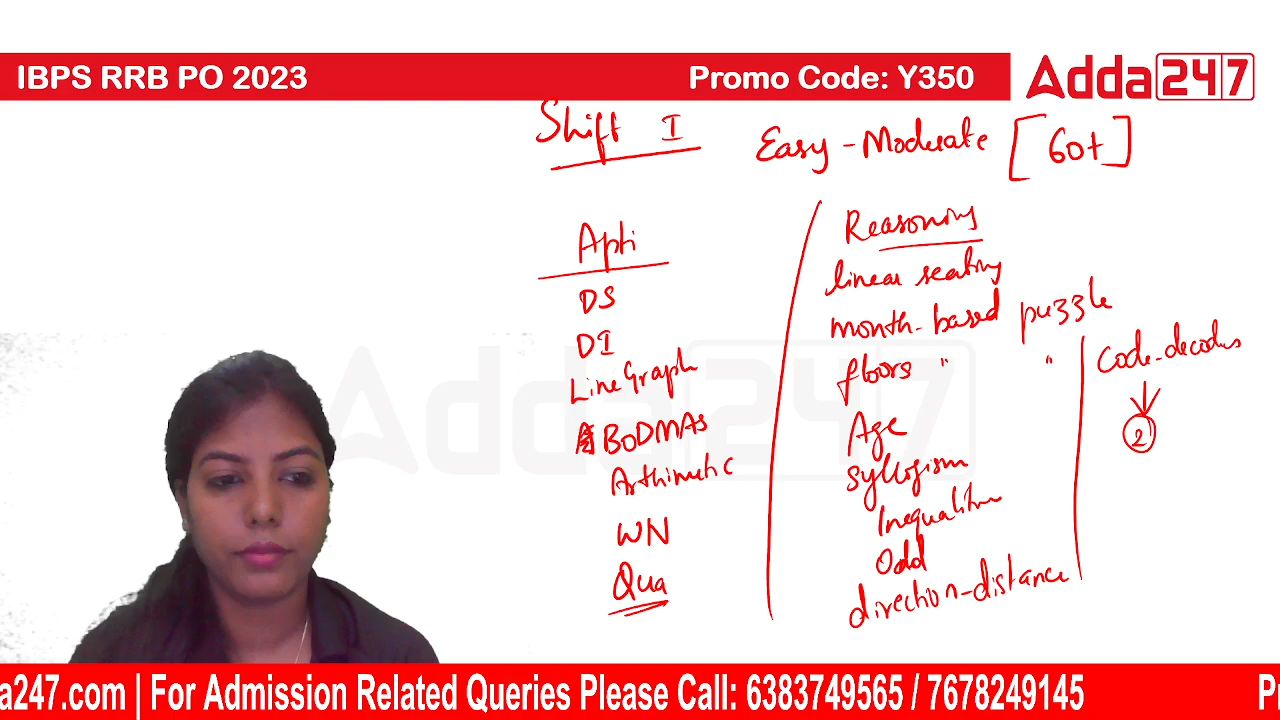 IBPS RRB PO 2023
Promo Code: Y350
Adda247
Shift I
Easy-Moderate [60+]
Apti
DS
DI
Line Graph
BODMAS
Arthimetic
WN
Qua
Reasoning
linear seating
month-based puzzle
floors " "
Age
Syllogism
Inequalities
Odd
direction-distance
Code-decodes
2
Adda247
a247.com | For Admission Related Queries Please Call: 6383749565 / 7678249145
P